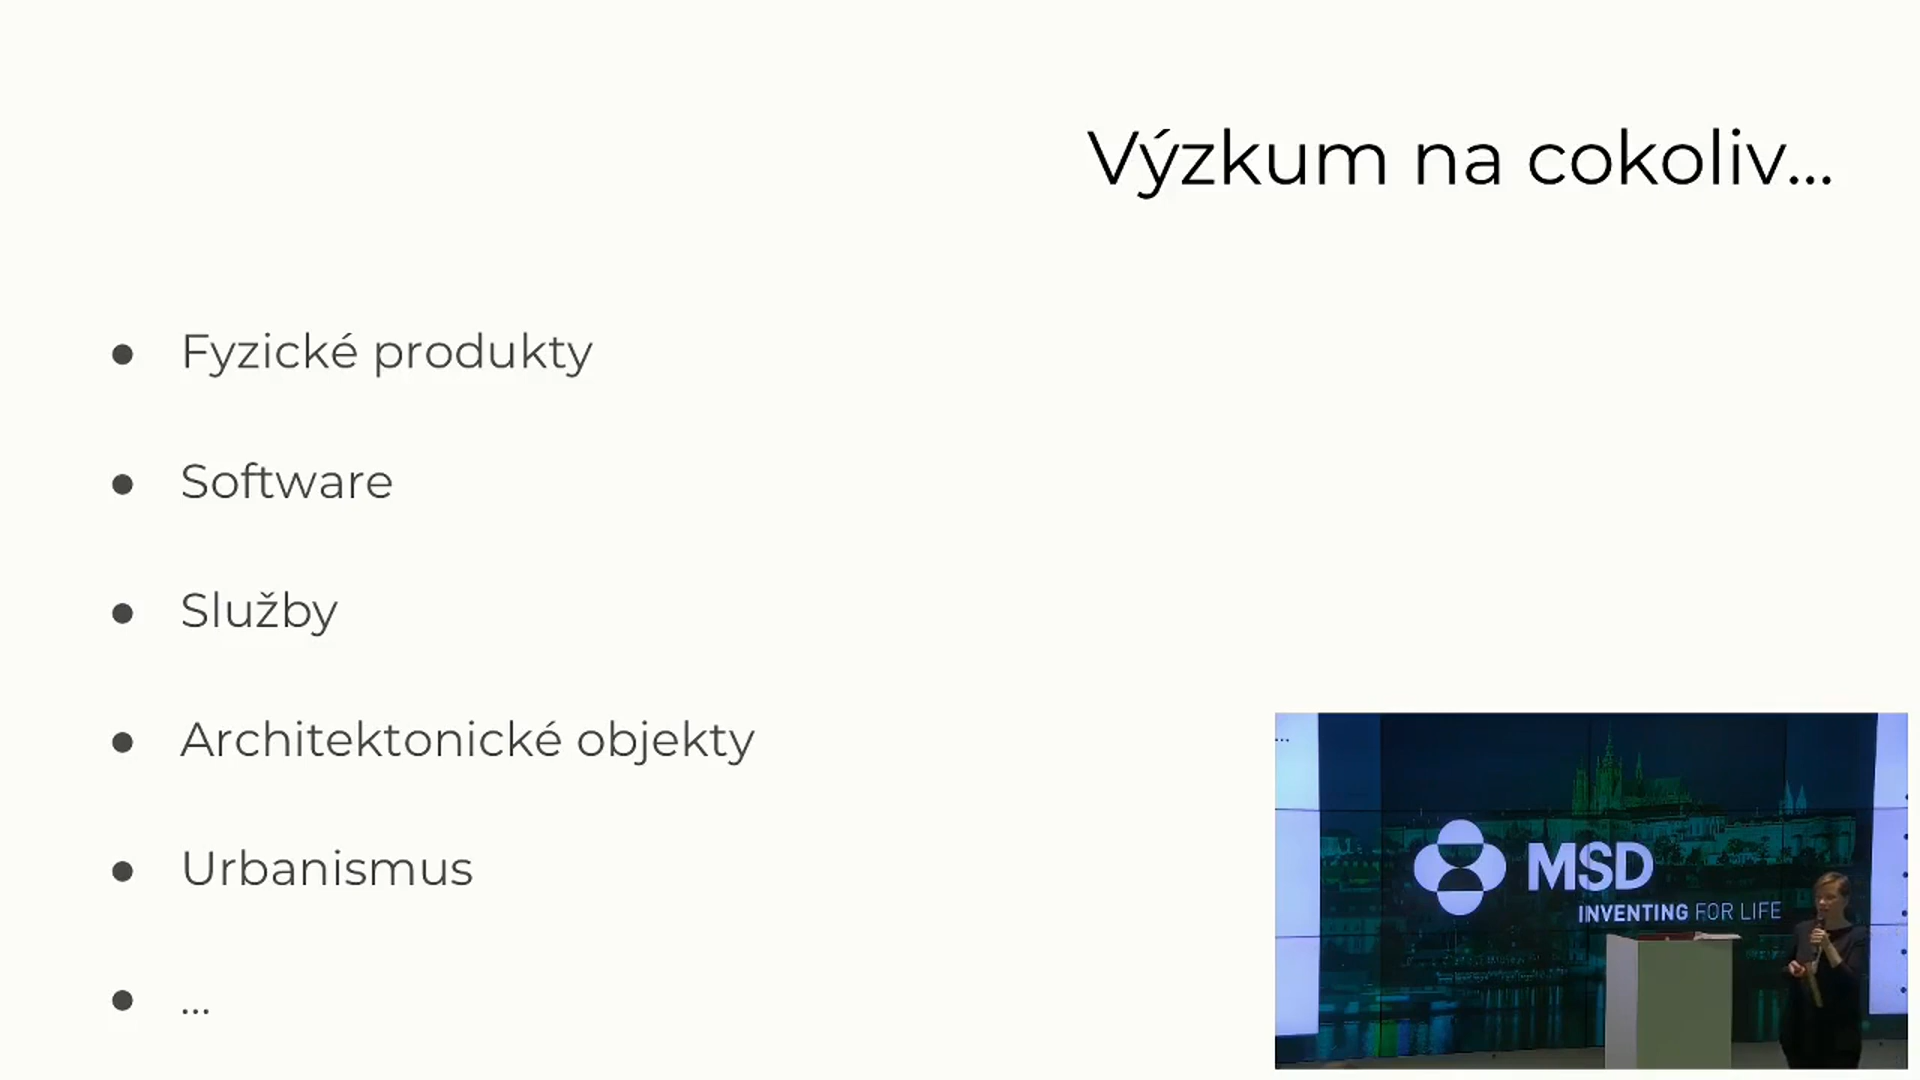 Výzkum na cokoliv...
● Fyzické produkty
● Software
● Služby
● Architektonické objekty
● Urbanismus
● ...
...
MSD
INVENTING FOR LIFE